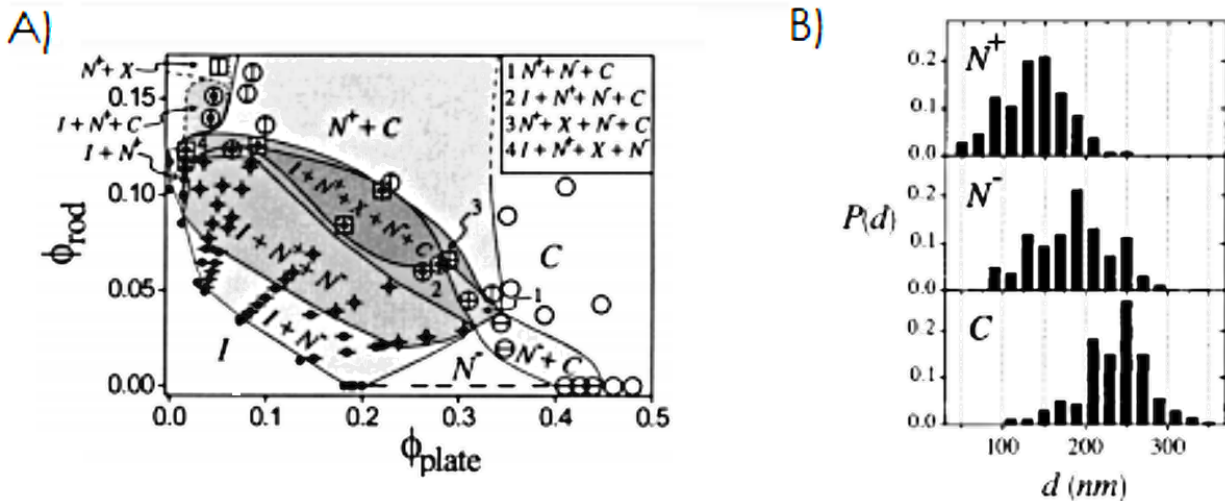 A)
B)
N⁺ + X
I + N⁺ + C
I + N⁺
N⁺ + C
1 N⁺ + N⁻ + C
2 I + N⁺ + N⁻ + C
3 N⁺ + X + N⁻ + C
4 I + N⁺ + X + N⁻
4
I + N⁺ + X + N⁻ + C
I + N⁺ + N⁻
I + N⁻
I
N⁻
N⁻ + C
C
1
2
3
0.15
0.10
0.05
0.00
ϕrod
0.0 0.1 0.2 0.3 0.4 0.5
ϕplate
N⁺
0.2
0.1
0.0
N⁻
0.2
0.1
0.0
C
0.2
0.1
0.0
P(d)
100 200 300
d (nm)